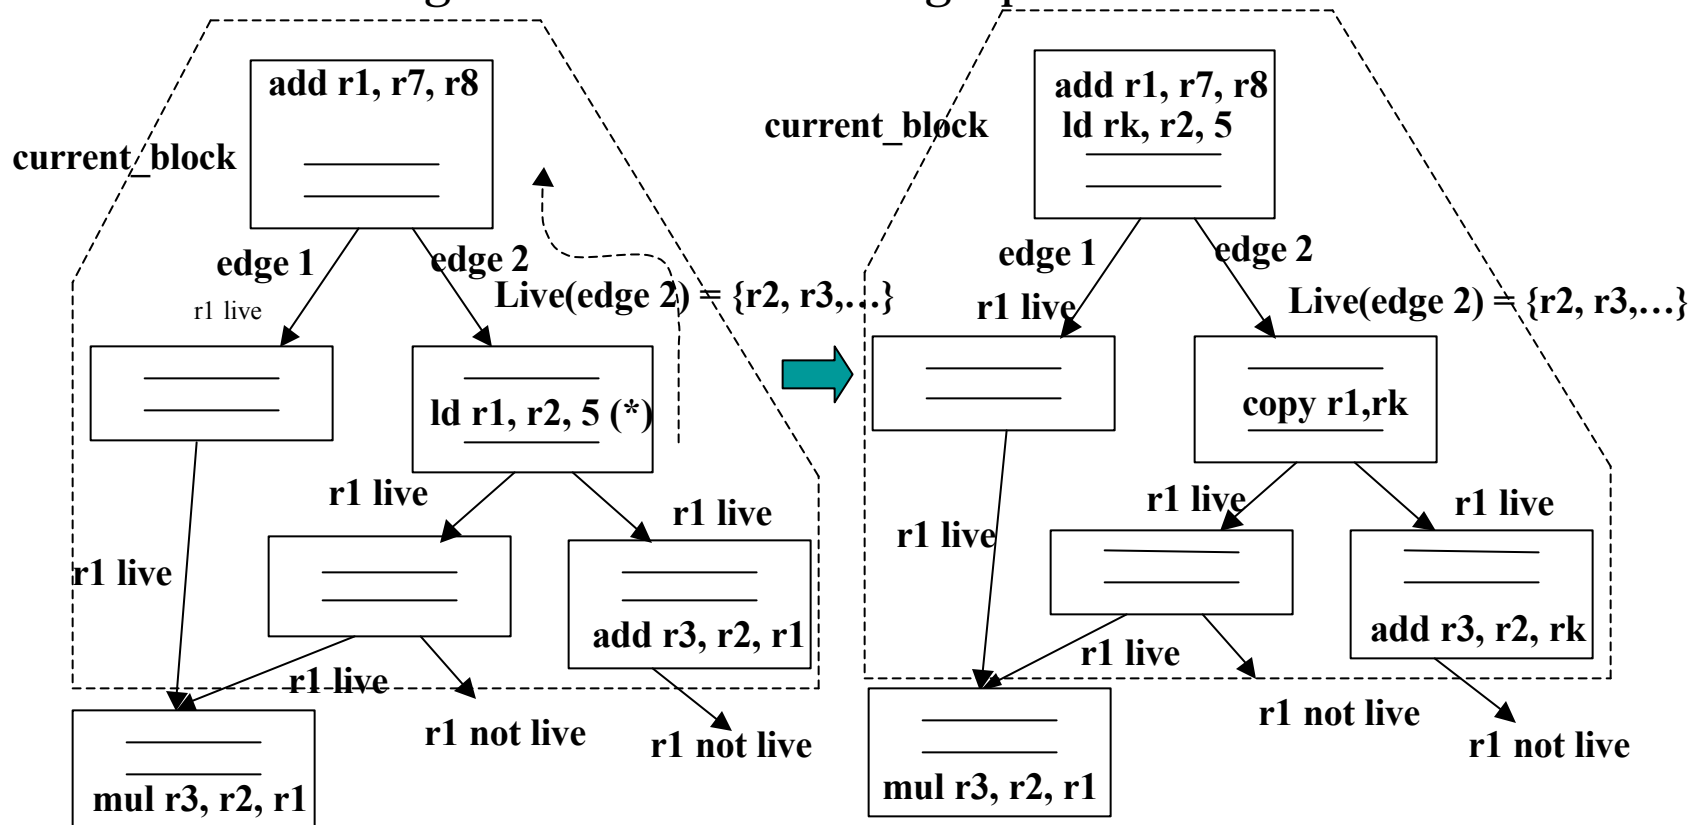 add r1, r7, r8
current_block
edge 1
edge 2
r1 live
Live(edge 2) = {r2, r3,…}
ld r1, r2, 5 (*)
r1 live
r1 live
r1 live
add r3, r2, r1
r1 live
r1 not live
r1 not live
mul r3, r2, r1
add r1, r7, r8
ld rk, r2, 5
current_block
edge 1
edge 2
r1 live
Live(edge 2) = {r2, r3,…}
copy r1,rk
r1 live
r1 live
r1 live
add r3, r2, rk
r1 live
r1 not live
r1 not live
mul r3, r2, r1